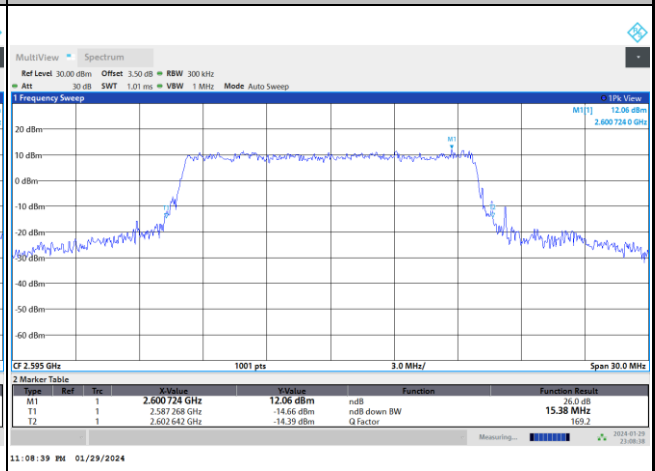 MultiView Spectrum
Ref Level 30.00 dBm Offset 3.50 dB RBW 300 kHz
Att 30 dB SWT 1.01 ms VBW 1 MHz Mode Auto Sweep
1 Frequency Sweep 1Pk View
M1[1] 12.06 dBm
2.600 724 0 GHz
M1
20 dBm
10 dBm
0 dBm
-10 dBm
-20 dBm
-30 dBm
-40 dBm
-50 dBm
-60 dBm
CF 2.595 GHz 1001 pts 3.0 MHz/ Span 30.0 MHz
2 Marker Table
Type Ref Trc X-Value Y-Value Function Function Result
M1 1 2.600 724 GHz 12.06 dBm ndB 26.0 dB
T1 1 2.587 268 GHz -14.66 dBm ndB down BW 15.38 MHz
T2 1 2.602 642 GHz -14.39 dBm Q Factor 169.2
Measuring... 2024-01-29
23:08:38
11:08:39 PM 01/29/2024